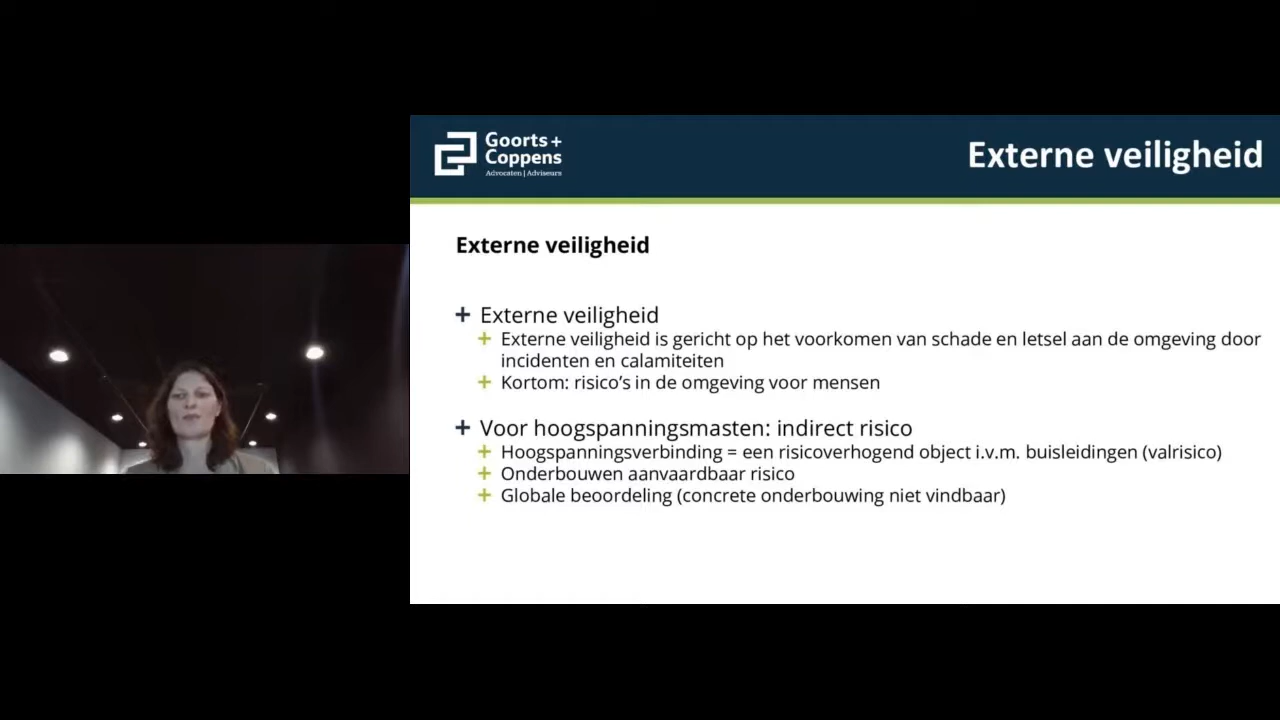 Goorts+
Coppens
Advocaten | Adviseurs
Externe veiligheid
Externe veiligheid
+ Externe veiligheid
+ Externe veiligheid is gericht op het voorkomen van schade en letsel aan de omgeving door
incidenten en calamiteiten
+ Kortom: risico's in de omgeving voor mensen
+ Voor hoogspanningsmasten: indirect risico
+ Hoogspanningsverbinding = een risicoverhogend object i.v.m. buisleidingen (valrisico)
+ Onderbouwen aanvaardbaar risico
+ Globale beoordeling (concrete onderbouwing niet vindbaar)